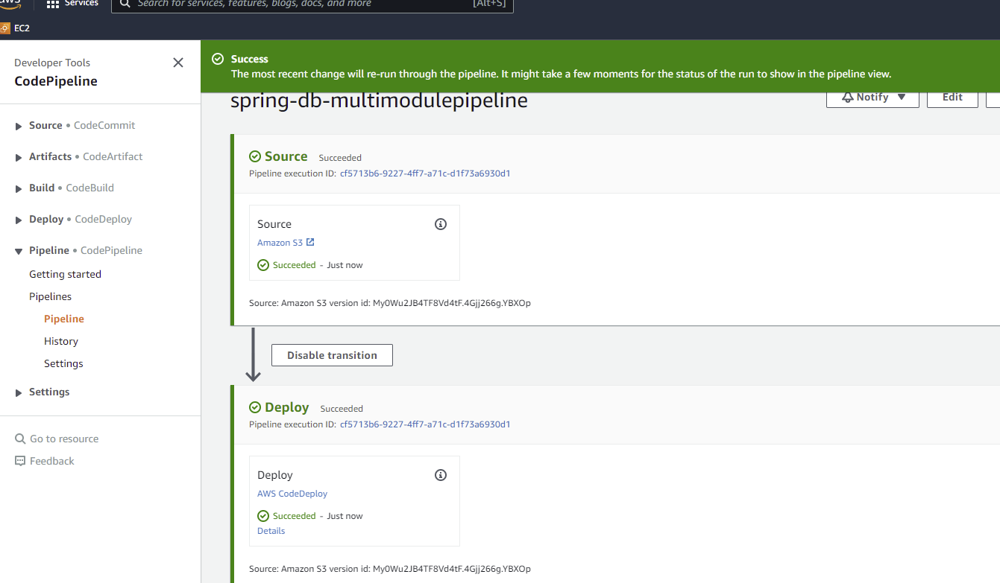 aws
Services
Search for services, features, blogs, docs, and more
[Alt+S]
EC2
Developer Tools
CodePipeline
Source • CodeCommit
Artifacts • CodeArtifact
Build • CodeBuild
Deploy • CodeDeploy
Pipeline • CodePipeline
Getting started
Pipelines
Pipeline
History
Settings
Settings
Go to resource
Feedback
Success
The most recent change will re-run through the pipeline. It might take a few moments for the status of the run to show in the pipeline view.
spring-db-multimodulepipeline
Notify
Edit
Source Succeeded
Pipeline execution ID: cf5713b6-9227-4ff7-a71c-d1f73a6930d1
Source
Amazon S3
Succeeded - Just now
Source: Amazon S3 version id: My0Wu2JB4TF8Vd4tF.4Gjj266g.YBXOp
Disable transition
Deploy Succeeded
Pipeline execution ID: cf5713b6-9227-4ff7-a71c-d1f73a6930d1
Deploy
AWS CodeDeploy
Succeeded - Just now
Details
Source: Amazon S3 version id: My0Wu2JB4TF8Vd4tF.4Gjj266g.YBXOp